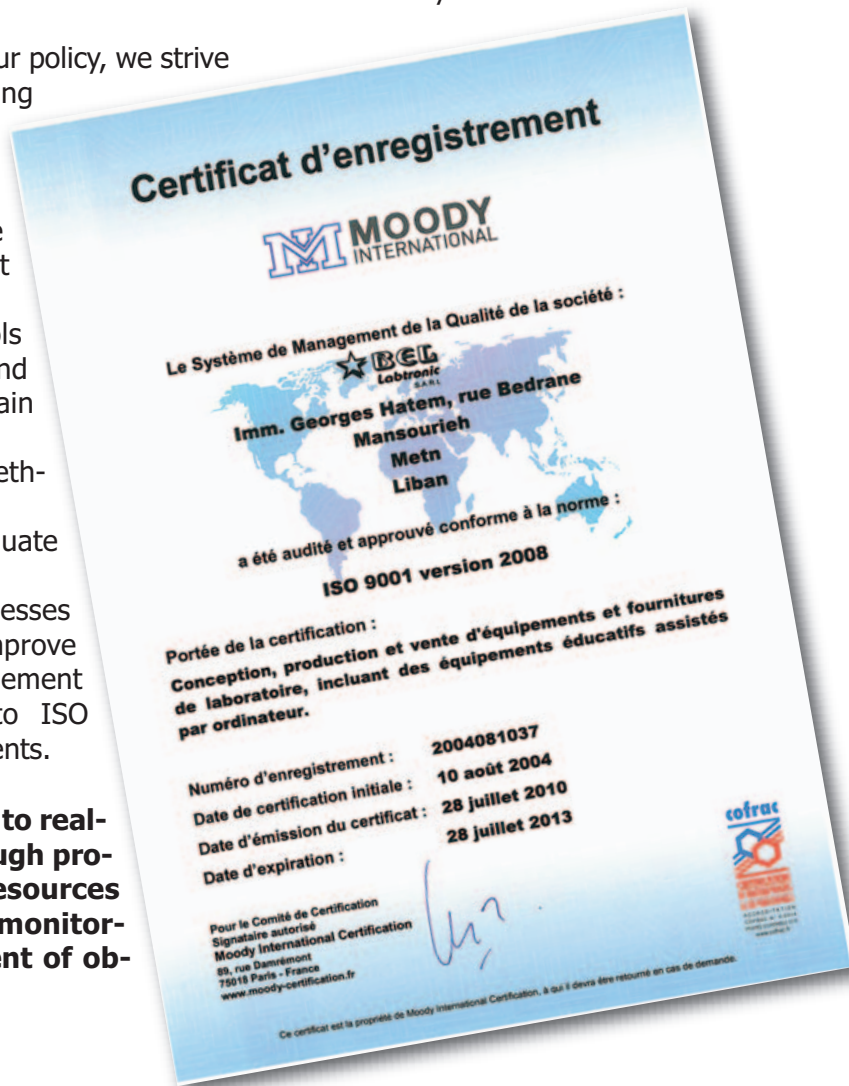 ur policy, we strive
ng
e
t
ols
nd
ain
eth-
uate
esses
mprove
ement
to ISO
ents.
to real-
ugh pro-
esources
monitor-
ent of ob-
Certificat d'enregistrement
MOODY
INTERNATIONAL
Le Système de Management de la Qualité de la société :
BEL
Labtronic
SARL
Imm. Georges Hatem, rue Bedrane
Mansourieh
Metn
Liban
a été audité et approuvé conforme à la norme :
ISO 9001 version 2008
Portée de la certification :
Conception, production et vente d'équipements et fournitures
de laboratoire, incluant des équipements éducatifs assistés
par ordinateur.
Numéro d'enregistrement : 2004081037
Date de certification initiale : 10 août 2004
Date d'émission du certificat : 28 juillet 2010
Date d'expiration : 28 juillet 2013
Pour le Comité de Certification
Signataire autorisé
Moody International Certification
89, rue Damrémont
75018 Paris - France
www.moody-certification.fr
cofrac
ACCREDITATION
www.cofrac.fr
Ce certificat est la propriété de Moody International Certification, à qui il devra être retourné en cas de demande.